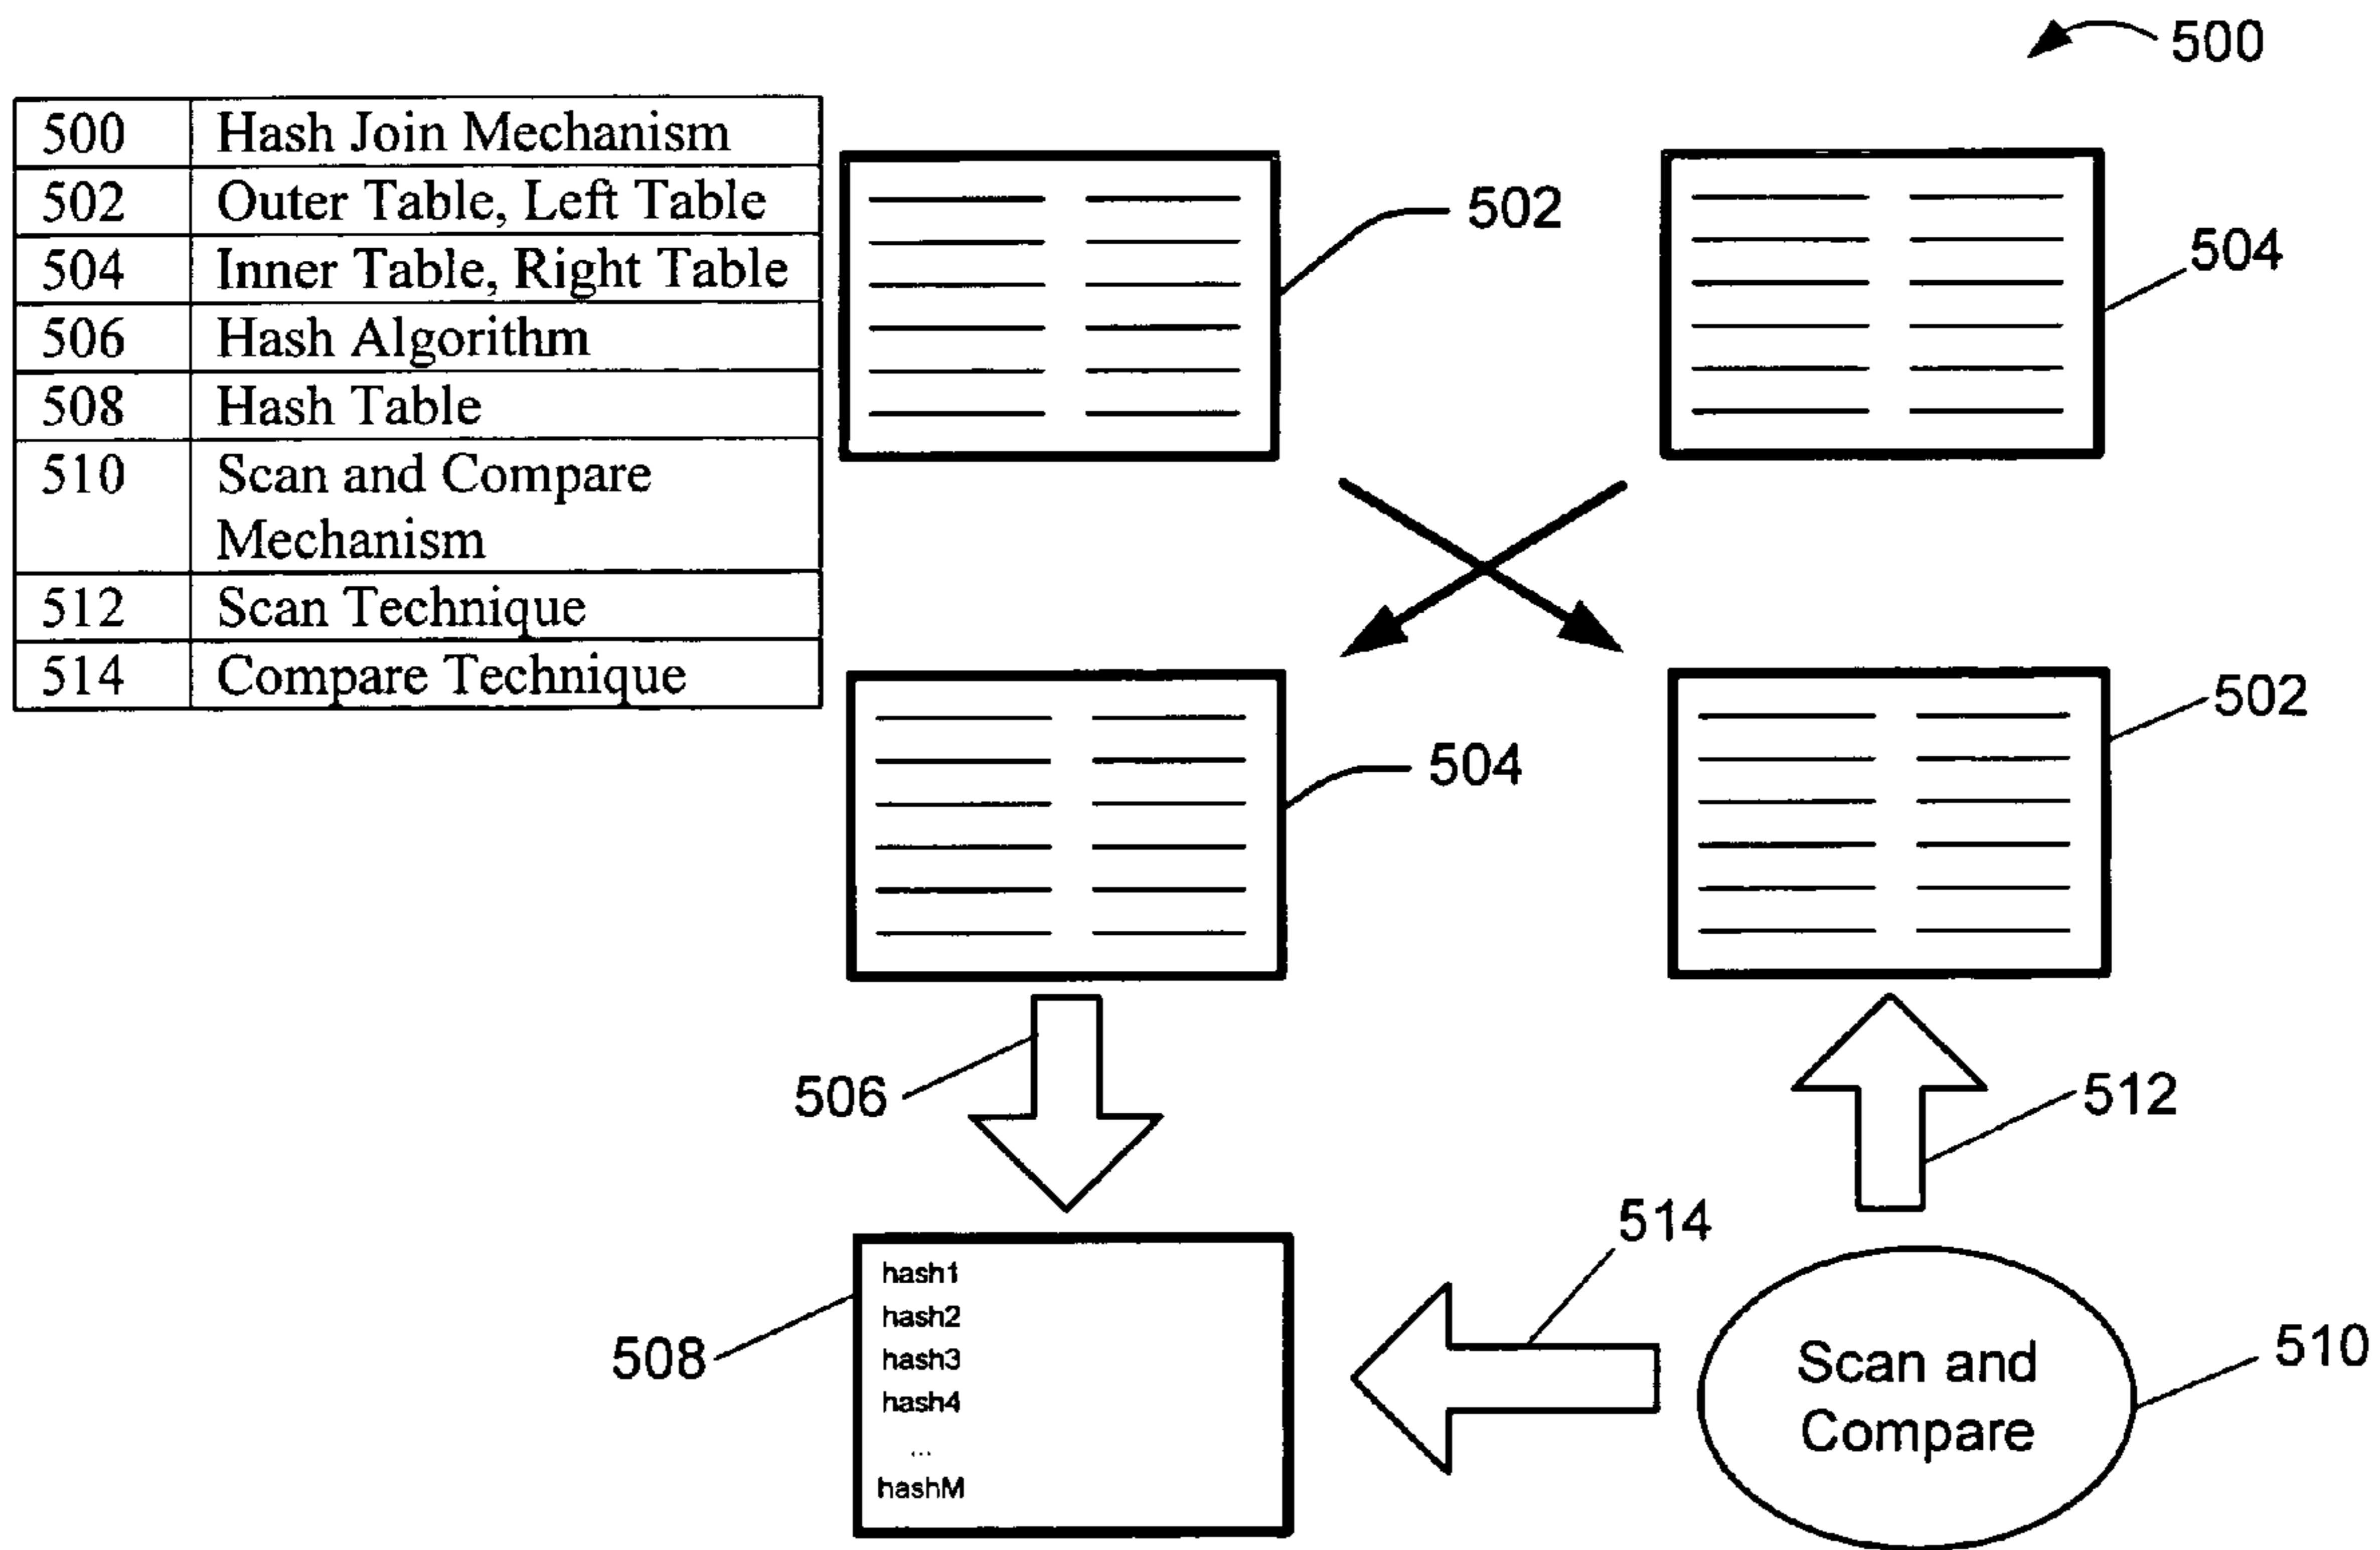 500
500 Hash Join Mechanism
502 Outer Table, Left Table
504 Inner Table, Right Table
506 Hash Algorithm
508 Hash Table
510 Scan and Compare
Mechanism
512 Scan Technique
514 Compare Technique
502
504
504
502
506
512
514
508
hash1
hash2
hash3
hash4
...
hashM
Scan and
Compare
510